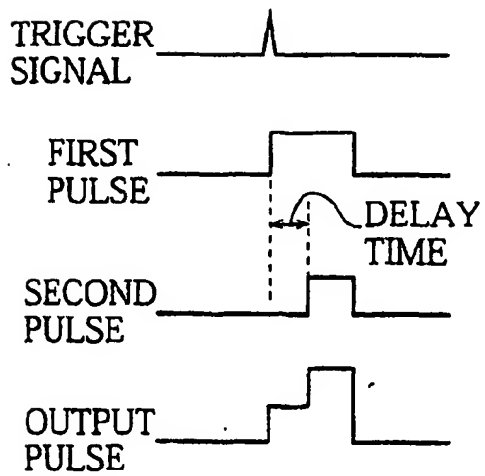 TRIGGER
SIGNAL
FIRST
PULSE
DELAY
TIME
SECOND
PULSE
OUTPUT
PULSE